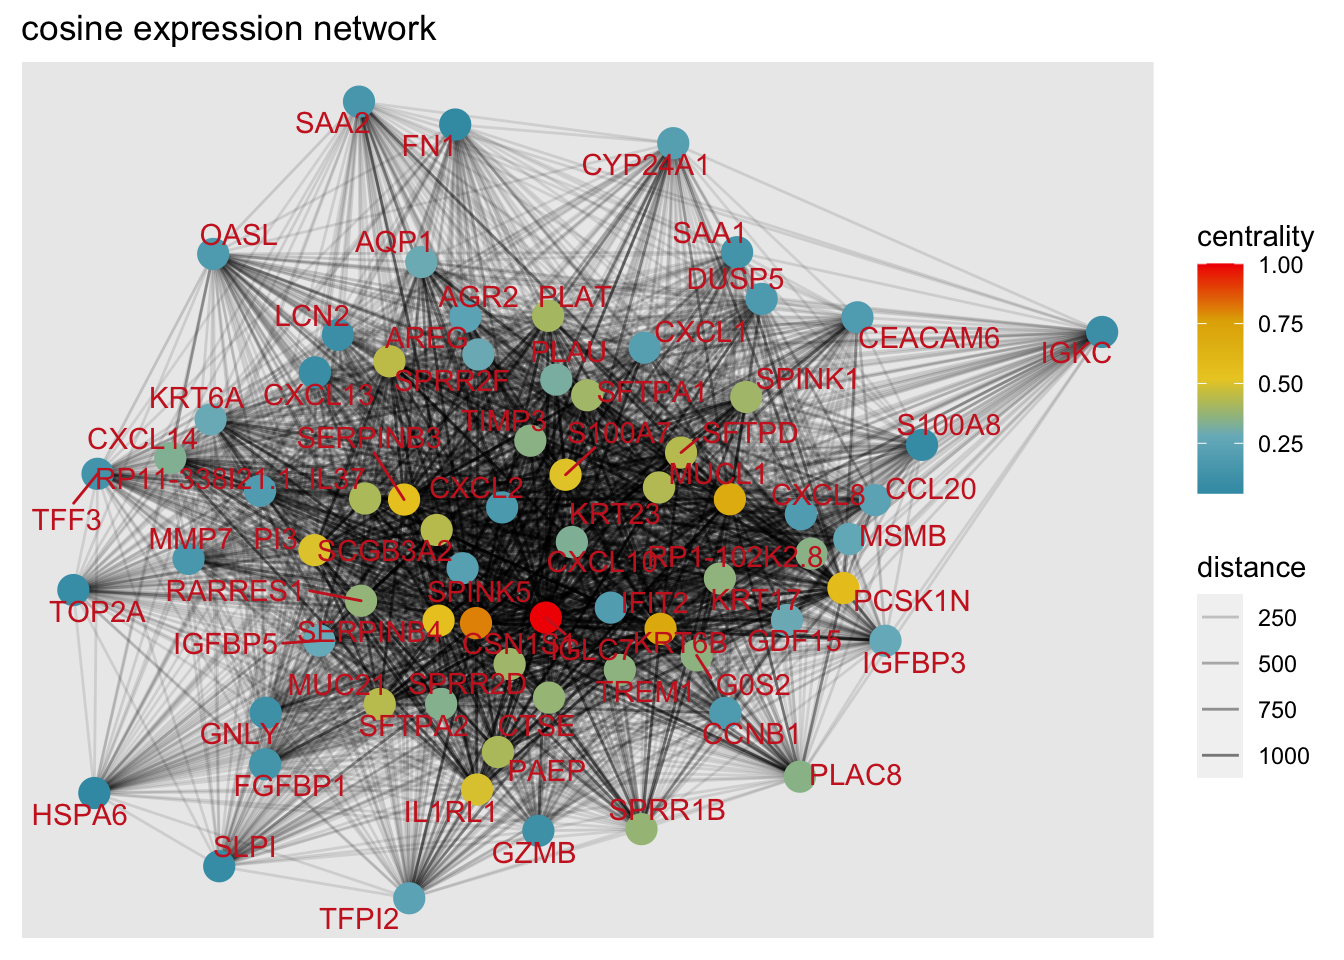 cosine expression network
SAA2
FN1
CYP24A1
OASL
AQP1
SAA1
DUSP5
AGR2
PLAT
LCN2
AREG
CXCL1
CEACAM6
IGKC
PLAU
SPRR2F
SFTPA1
SPINK1
KRT6A
CXCL13
TIMP3
S100A7
SFTPD
S100A8
CXCL14
SERPINB3
RP11-338I21.1
IL37
CXCL2
MUCL1
CXCL8
CCL20
TFF3
KRT23
MMP7
PI3
SCGB3A2
CXCL10
RP1-102K2.8
MSMB
RARRES1
SPINK5
IFIT2
KRT17
PCSK1N
TOP2A
SERPINB4
IGFBP5
CSN1S1
IGLC7
KRT6B
GDF15
IGFBP3
MUC21
SPRR2D
TREM1
G0S2
GNLY
SFTPA2
CTSE
CCNB1
FGFBP1
PAEP
PLAC8
HSPA6
IL1RL1
SPRR1B
SLPI
GZMB
TFPI2
centrality
1.00
0.75
0.50
0.25
distance
250
500
750
1000